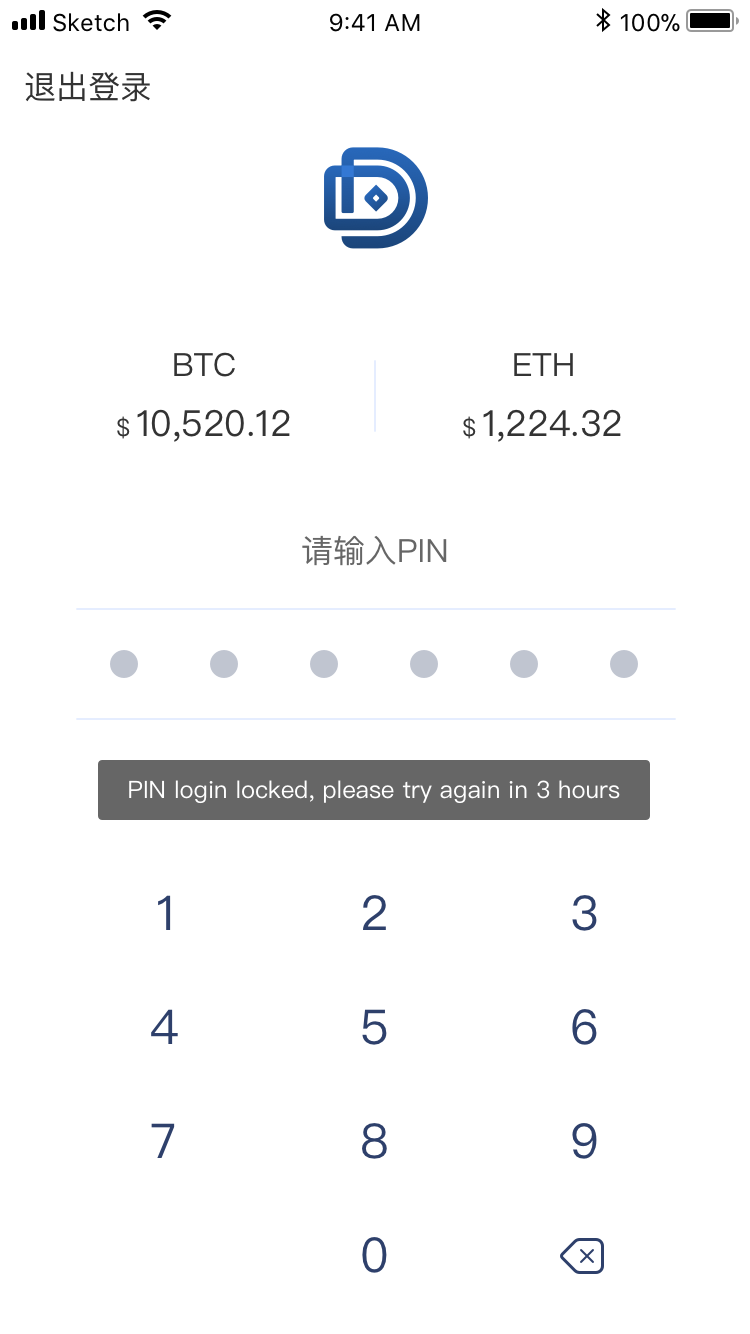 Sketch 9:41 AM 100%
退出登录
BTC ETH
$ 10,520.12 $ 1,224.32
请输入PIN
PIN login locked, please try again in 3 hours
1 2 3
4 5 6
7 8 9
0